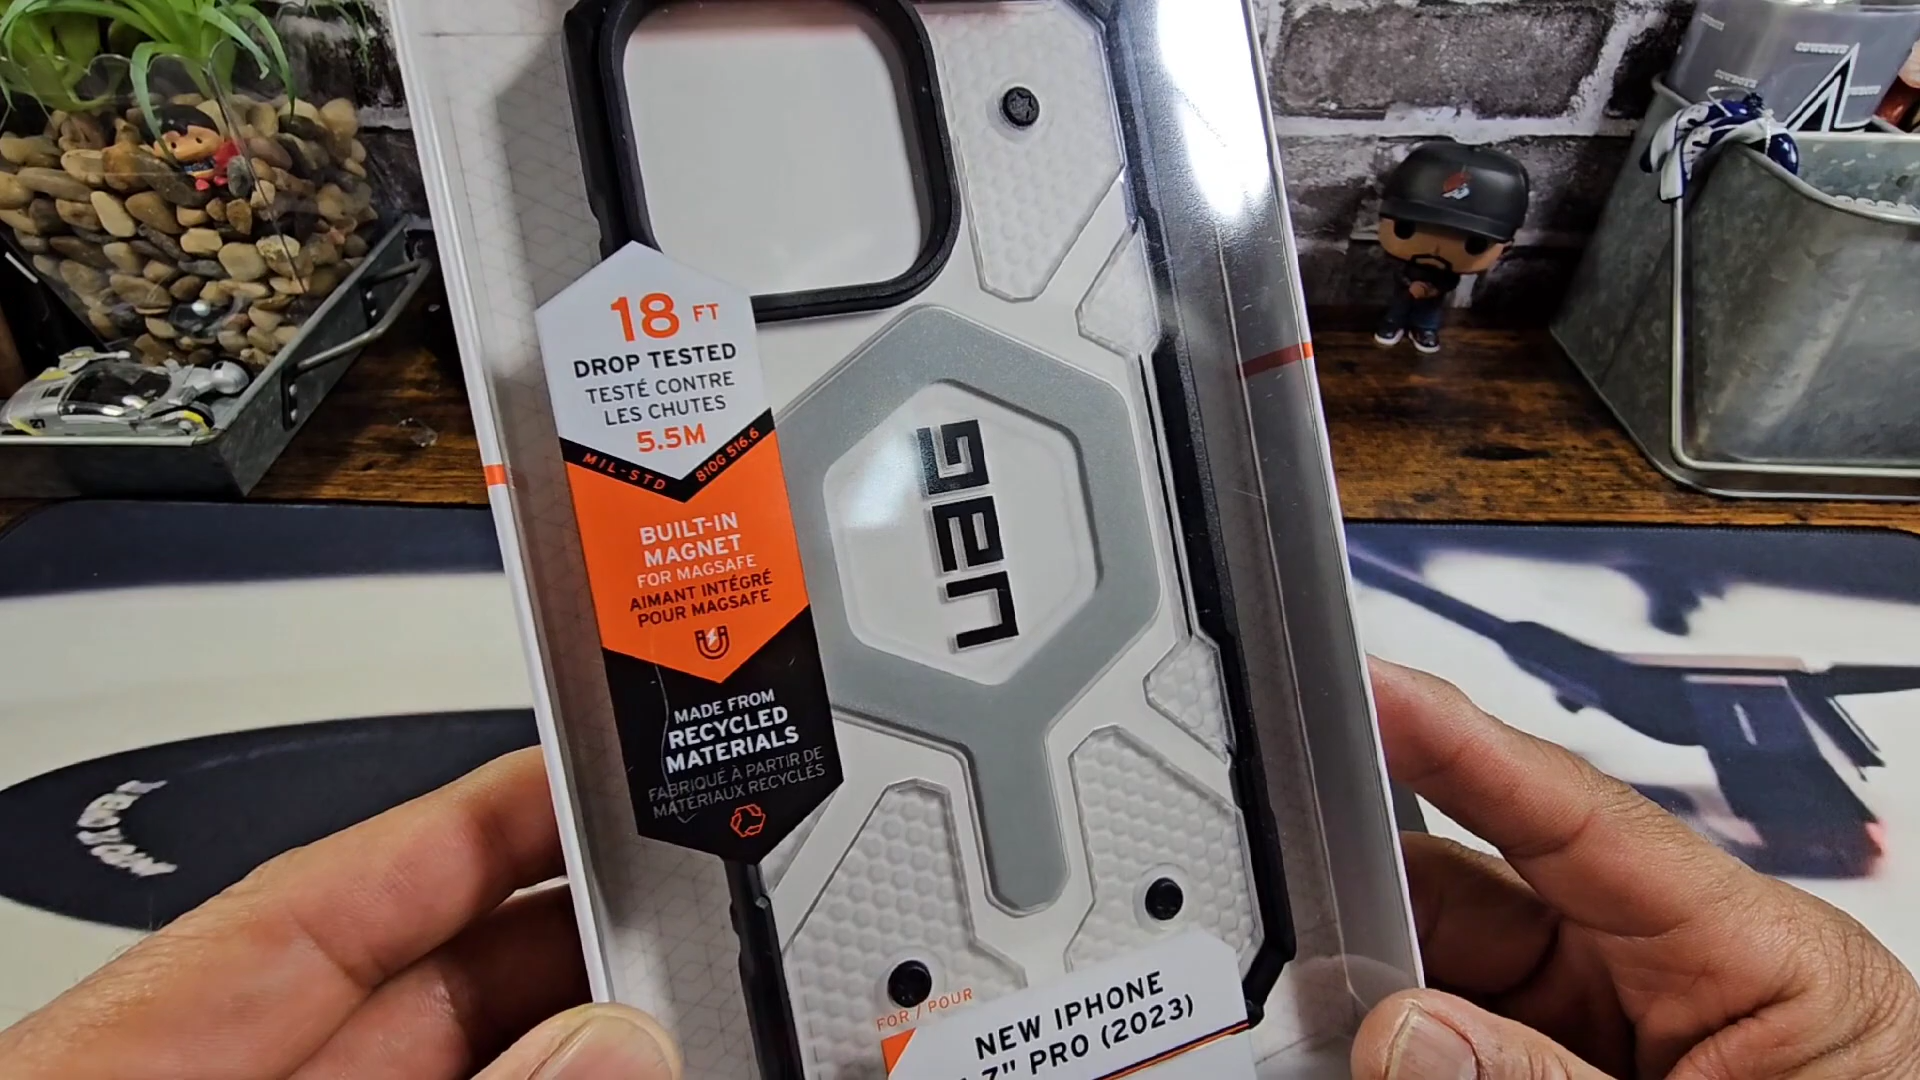 18 FT
DROP TESTED
TESTÉ CONTRE
LES CHUTES
5.5M
MIL-STD 810G 516.6
BUILT-IN
MAGNET
FOR MAGSAFE
AIMANT INTÉGRÉ
POUR MAGSAFE
MADE FROM
RECYCLED
MATERIALS
FABRIQUÉ À PARTIR DE
MATÉRIAUX RECYCLÉS
UAG
FOR / POUR
NEW IPHONE
7" PRO (2023)
COWBOYS